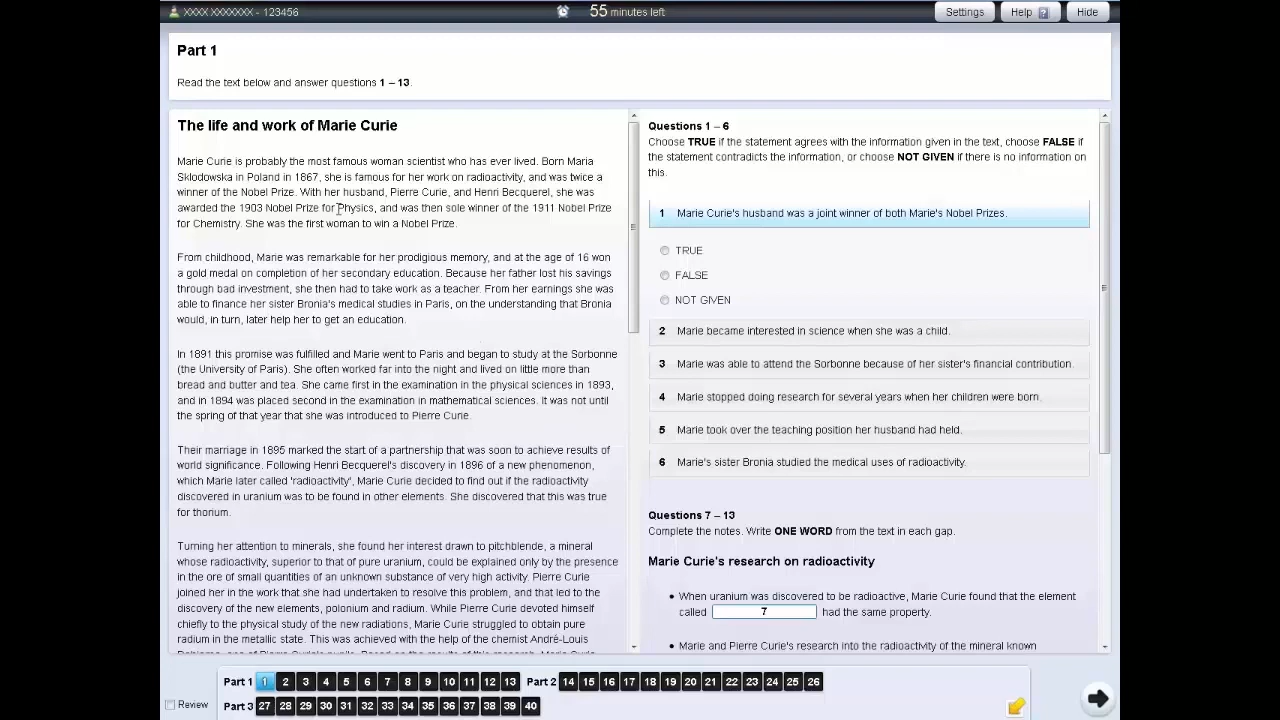 XXXX XXXXXXX - 123456
55 minutes left
Settings
Help ?
Hide
Part 1
Read the text below and answer questions 1 – 13.
The life and work of Marie Curie
Marie Curie is probably the most famous woman scientist who has ever lived. Born Maria
Sklodowska in Poland in 1867, she is famous for her work on radioactivity, and was twice a
winner of the Nobel Prize. With her husband, Pierre Curie, and Henri Becquerel, she was
awarded the 1903 Nobel Prize for Physics, and was then sole winner of the 1911 Nobel Prize
for Chemistry. She was the first woman to win a Nobel Prize.
From childhood, Marie was remarkable for her prodigious memory, and at the age of 16 won
a gold medal on completion of her secondary education. Because her father lost his savings
through bad investment, she then had to take work as a teacher. From her earnings she was
able to finance her sister Bronia's medical studies in Paris, on the understanding that Bronia
would, in turn, later help her to get an education.
In 1891 this promise was fulfilled and Marie went to Paris and began to study at the Sorbonne
(the University of Paris). She often worked far into the night and lived on little more than
bread and butter and tea. She came first in the examination in the physical sciences in 1893,
and in 1894 was placed second in the examination in mathematical sciences. It was not until
the spring of that year that she was introduced to Pierre Curie.
Their marriage in 1895 marked the start of a partnership that was soon to achieve results of
world significance. Following Henri Becquerel's discovery in 1896 of a new phenomenon,
which Marie later called 'radioactivity', Marie Curie decided to find out if the radioactivity
discovered in uranium was to be found in other elements. She discovered that this was true
for thorium.
Turning her attention to minerals, she found her interest drawn to pitchblende, a mineral
whose radioactivity, superior to that of pure uranium, could be explained only by the presence
in the ore of small quantities of an unknown substance of very high activity. Pierre Curie
joined her in the work that she had undertaken to resolve this problem, and that led to the
discovery of the new elements, polonium and radium. While Pierre Curie devoted himself
chiefly to the physical study of the new radiations, Marie Curie struggled to obtain pure
radium in the metallic state. This was achieved with the help of the chemist André-Louis
Questions 1 – 6
Choose TRUE if the statement agrees with the information given in the text, choose FALSE if
the statement contradicts the information, or choose NOT GIVEN if there is no information on
this.
1 Marie Curie's husband was a joint winner of both Marie's Nobel Prizes.
TRUE
FALSE
NOT GIVEN
2 Marie became interested in science when she was a child.
3 Marie was able to attend the Sorbonne because of her sister's financial contribution.
4 Marie stopped doing research for several years when her children were born.
5 Marie took over the teaching position her husband had held.
6 Marie's sister Bronia studied the medical uses of radioactivity.
Questions 7 – 13
Complete the notes. Write ONE WORD from the text in each gap.
Marie Curie's research on radioactivity
• When uranium was discovered to be radioactive, Marie Curie found that the element
called 7 had the same property.
• Marie and Pierre Curie's research into the radioactivity of the mineral known
Part 1 1 2 3 4 5 6 7 8 9 10 11 12 13 Part 2 14 15 16 17 18 19 20 21 22 23 24 25 26
Review
Part 3 27 28 29 30 31 32 33 34 35 36 37 38 39 40